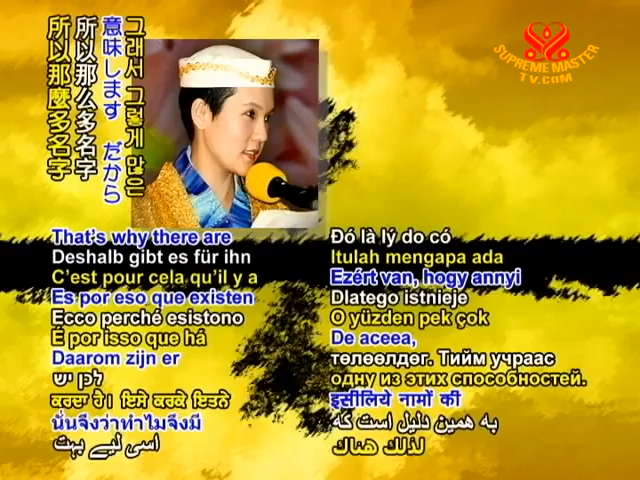 그래서 그렇게 많은
意味します だから
所以那么多名字
所以那麼多名字
SUPREME MASTER
TV.COM
That's why there are
Deshalb gibt es für ihn
C'est pour cela qu'il y a
Es por eso que existen
Ecco perché esistono
É por isso que há
Daarom zijn er
לכן יש
ਕਰਦਾ ਹੈ। ਇਸੇ ਕਰਕੇ ਇਤਨੇ
นั่นจึงว่าทำไมจึงมี
اسی لیے بہت
Đó là lý do có
Itulah mengapa ada
Ezért van, hogy annyi
Dlatego istnieje
O yüzden pek çok
De aceea,
төлөөлдөг. Тийм учраас
одну из этих способностей.
इसीलिये नामों की
به همین دلیل است که
لذلك هناك